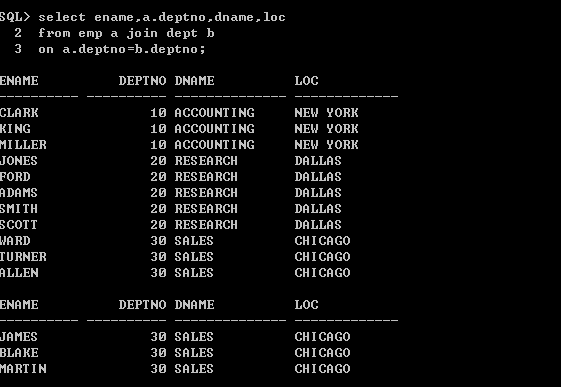 SQL> select ename,a.deptno,dname,loc
2 from emp a join dept b
3 on a.deptno=b.deptno;
ENAME DEPTNO DNAME LOC
---------- ---------- -------------- -------------
CLARK 10 ACCOUNTING NEW YORK
KING 10 ACCOUNTING NEW YORK
MILLER 10 ACCOUNTING NEW YORK
JONES 20 RESEARCH DALLAS
FORD 20 RESEARCH DALLAS
ADAMS 20 RESEARCH DALLAS
SMITH 20 RESEARCH DALLAS
SCOTT 20 RESEARCH DALLAS
WARD 30 SALES CHICAGO
TURNER 30 SALES CHICAGO
ALLEN 30 SALES CHICAGO
ENAME DEPTNO DNAME LOC
---------- ---------- -------------- -------------
JAMES 30 SALES CHICAGO
BLAKE 30 SALES CHICAGO
MARTIN 30 SALES CHICAGO